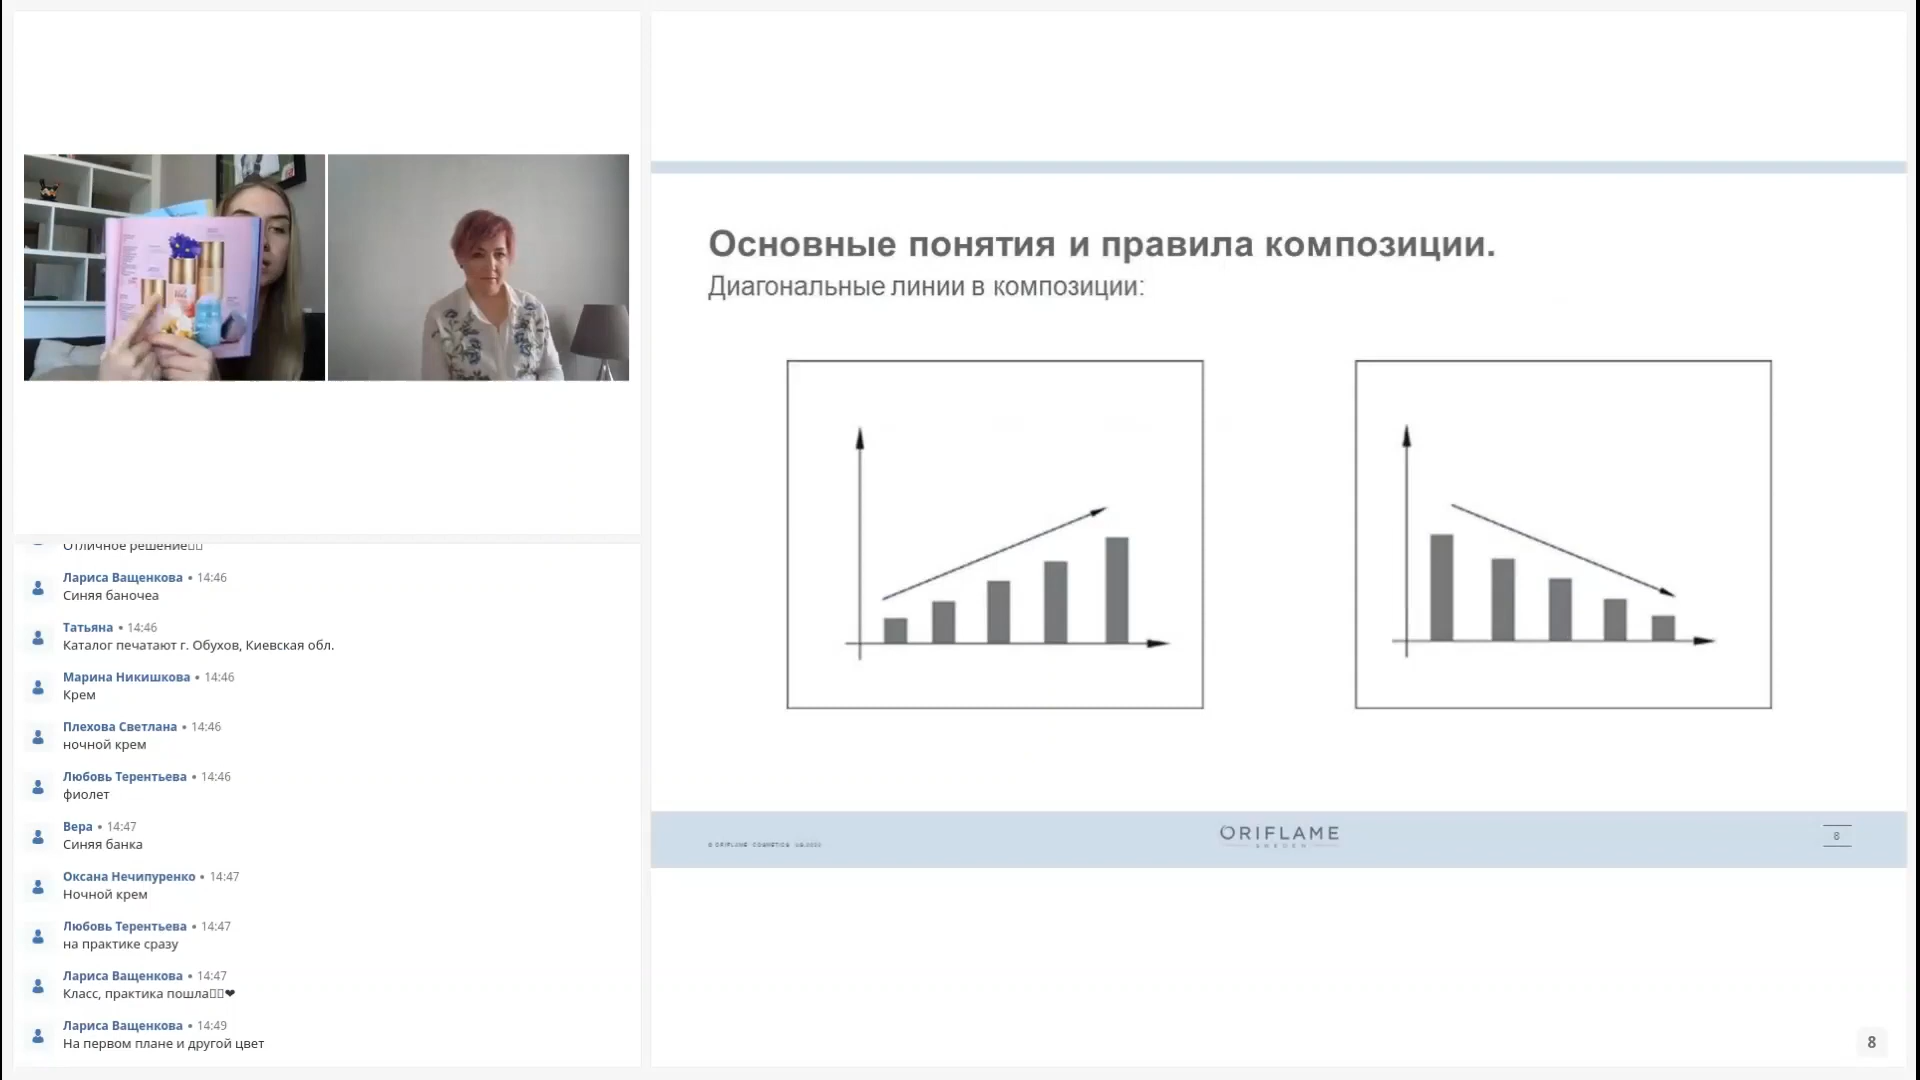 Отличное решение
Лариса Ващенкова • 14:46
Синяя баночеа
Татьяна • 14:46
Каталог печатают г. Обухов, Киевская обл.
Марина Никишкова • 14:46
Крем
Плехова Светлана • 14:46
ночной крем
Любовь Терентьева • 14:46
фиолет
Вера • 14:47
Синяя банка
Оксана Нечипуренко • 14:47
Ночной крем
Любовь Терентьева • 14:47
на практике сразу
Лариса Ващенкова • 14:47
Класс, практика пошла❤
Лариса Ващенкова • 14:49
На первом плане и другой цвет
Основные понятия и правила композиции.
Диагональные линии в композиции:
ORIFLAME
SWEDEN
8
8